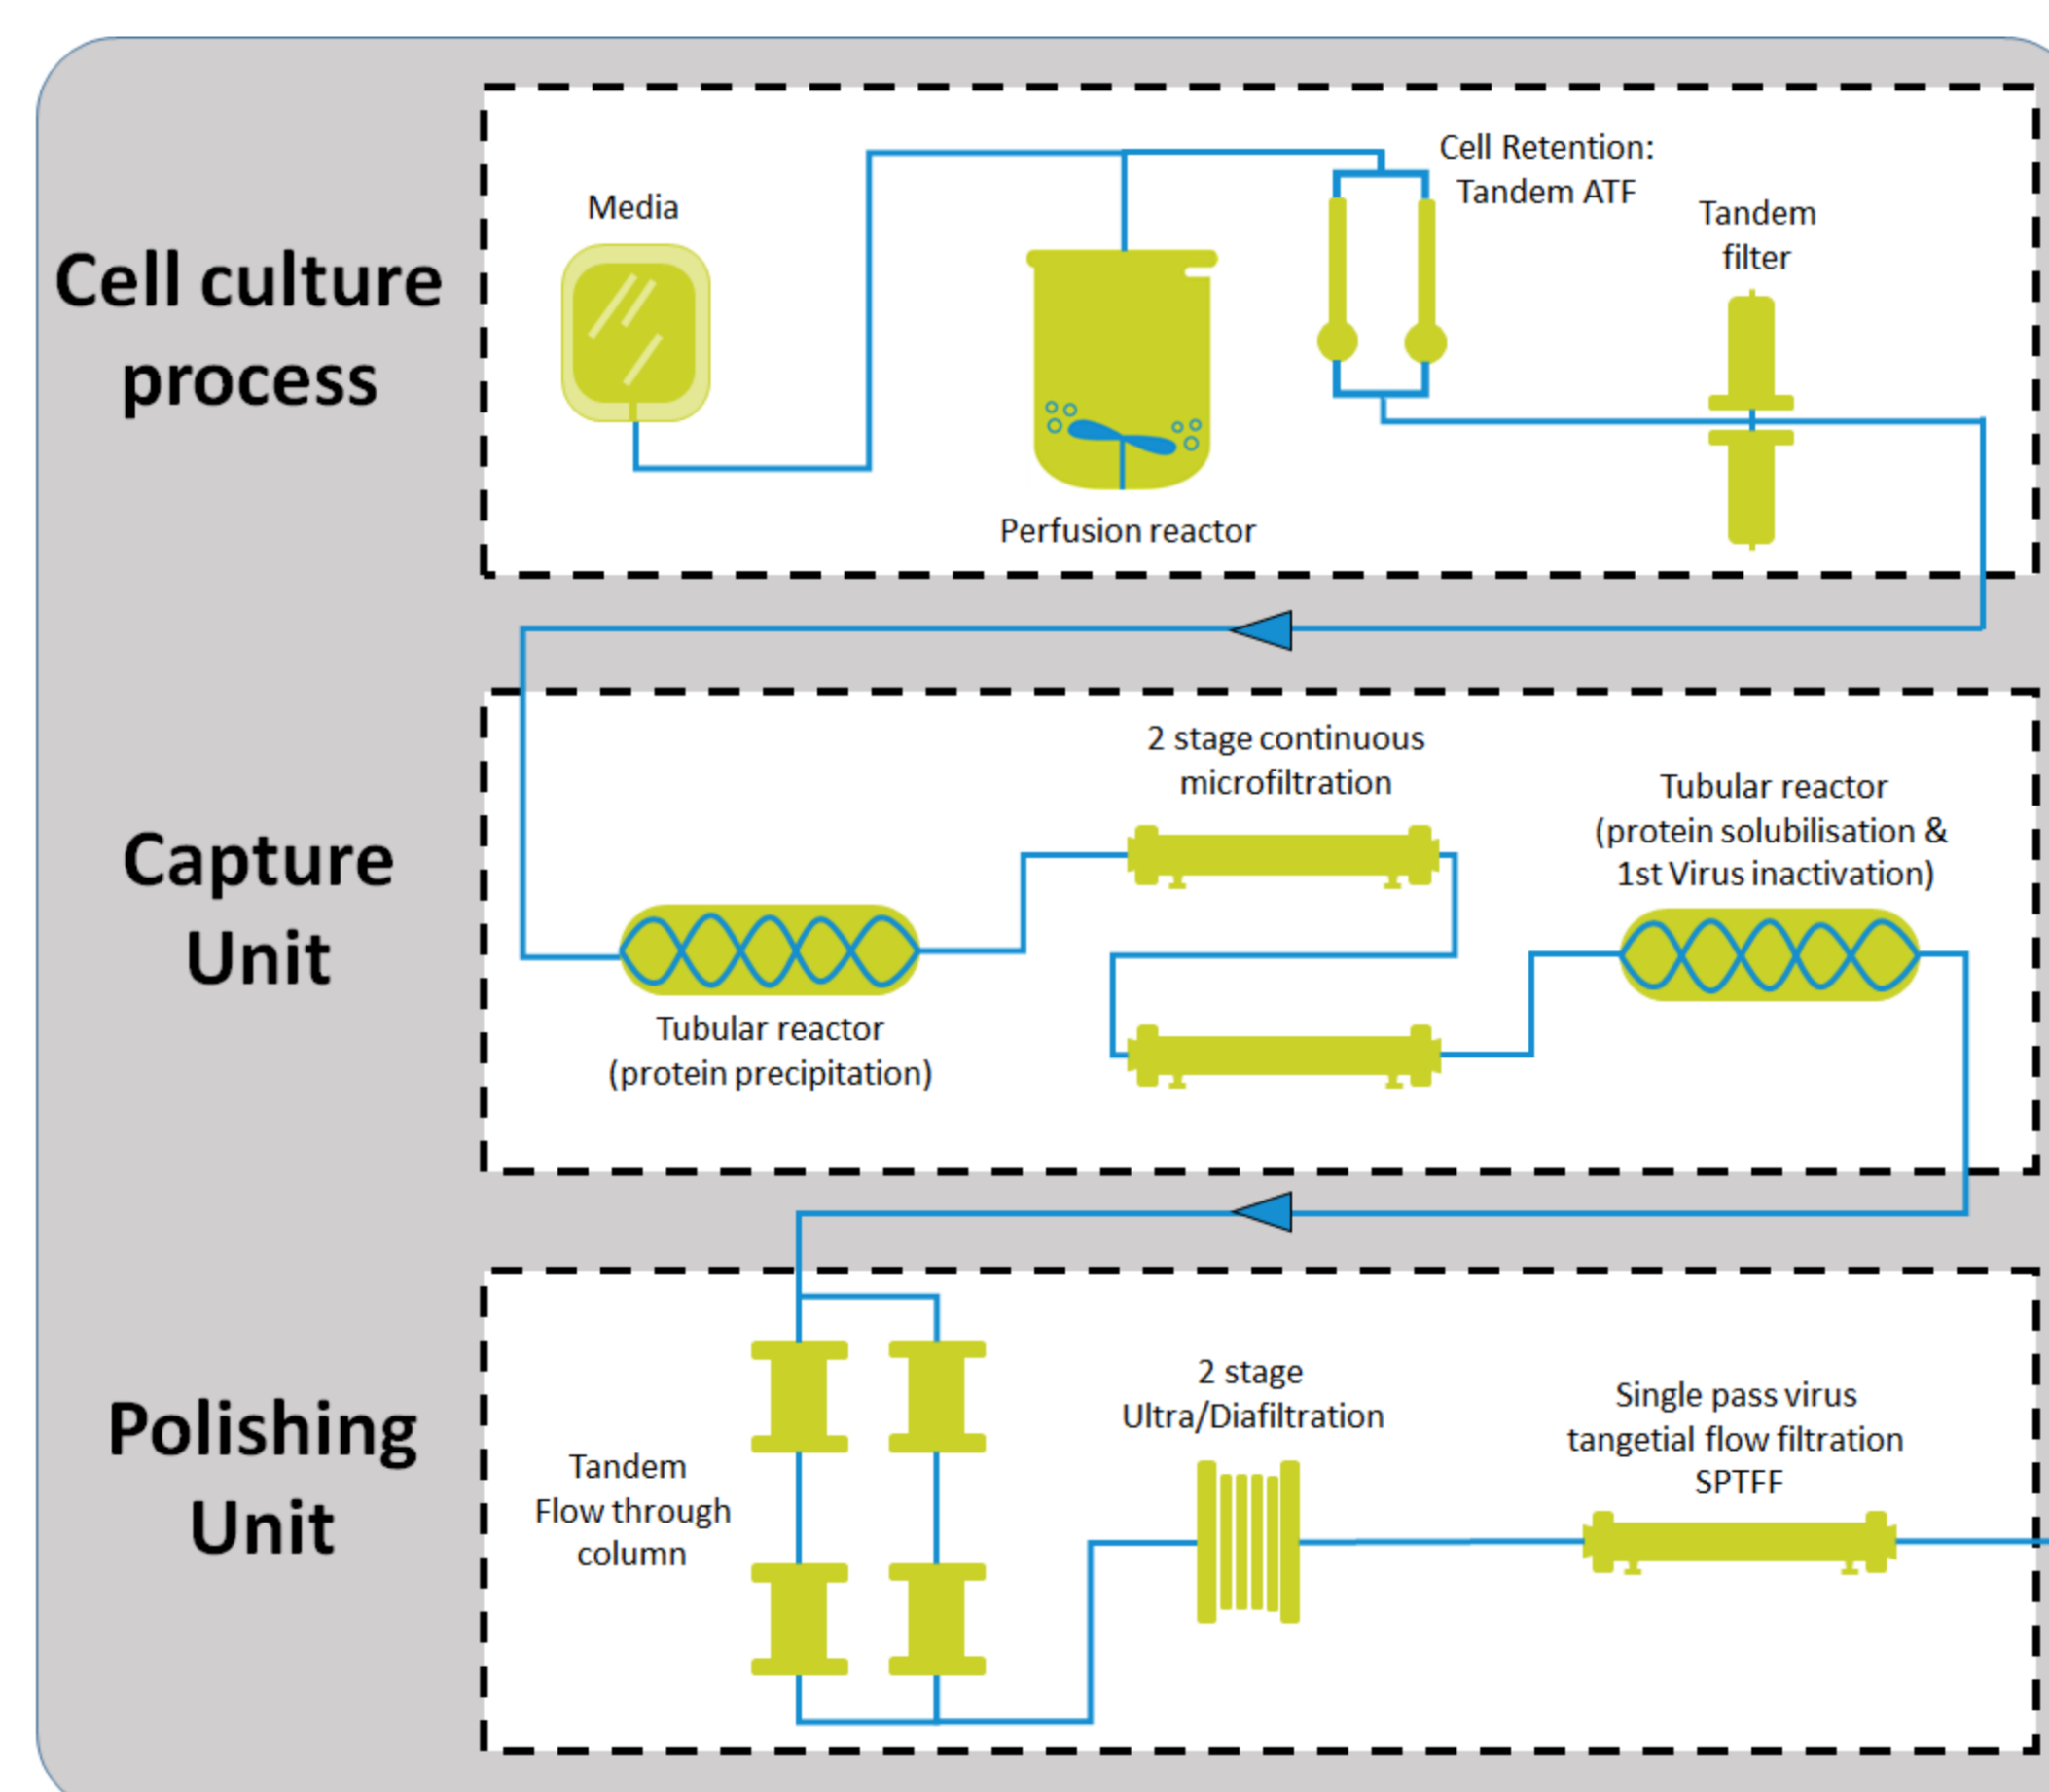 Cell culture
process
Media
Perfusion reactor
Cell Retention:
Tandem ATF
Tandem
filter
Capture
Unit
Tubular reactor
(protein precipitation)
2 stage continuous
microfiltration
Tubular reactor
(protein solubilisation &
1st Virus inactivation)
Polishing
Unit
Tandem
Flow through
column
2 stage
Ultra/Diafiltration
Single pass virus
tangetial flow filtration
SPTFF